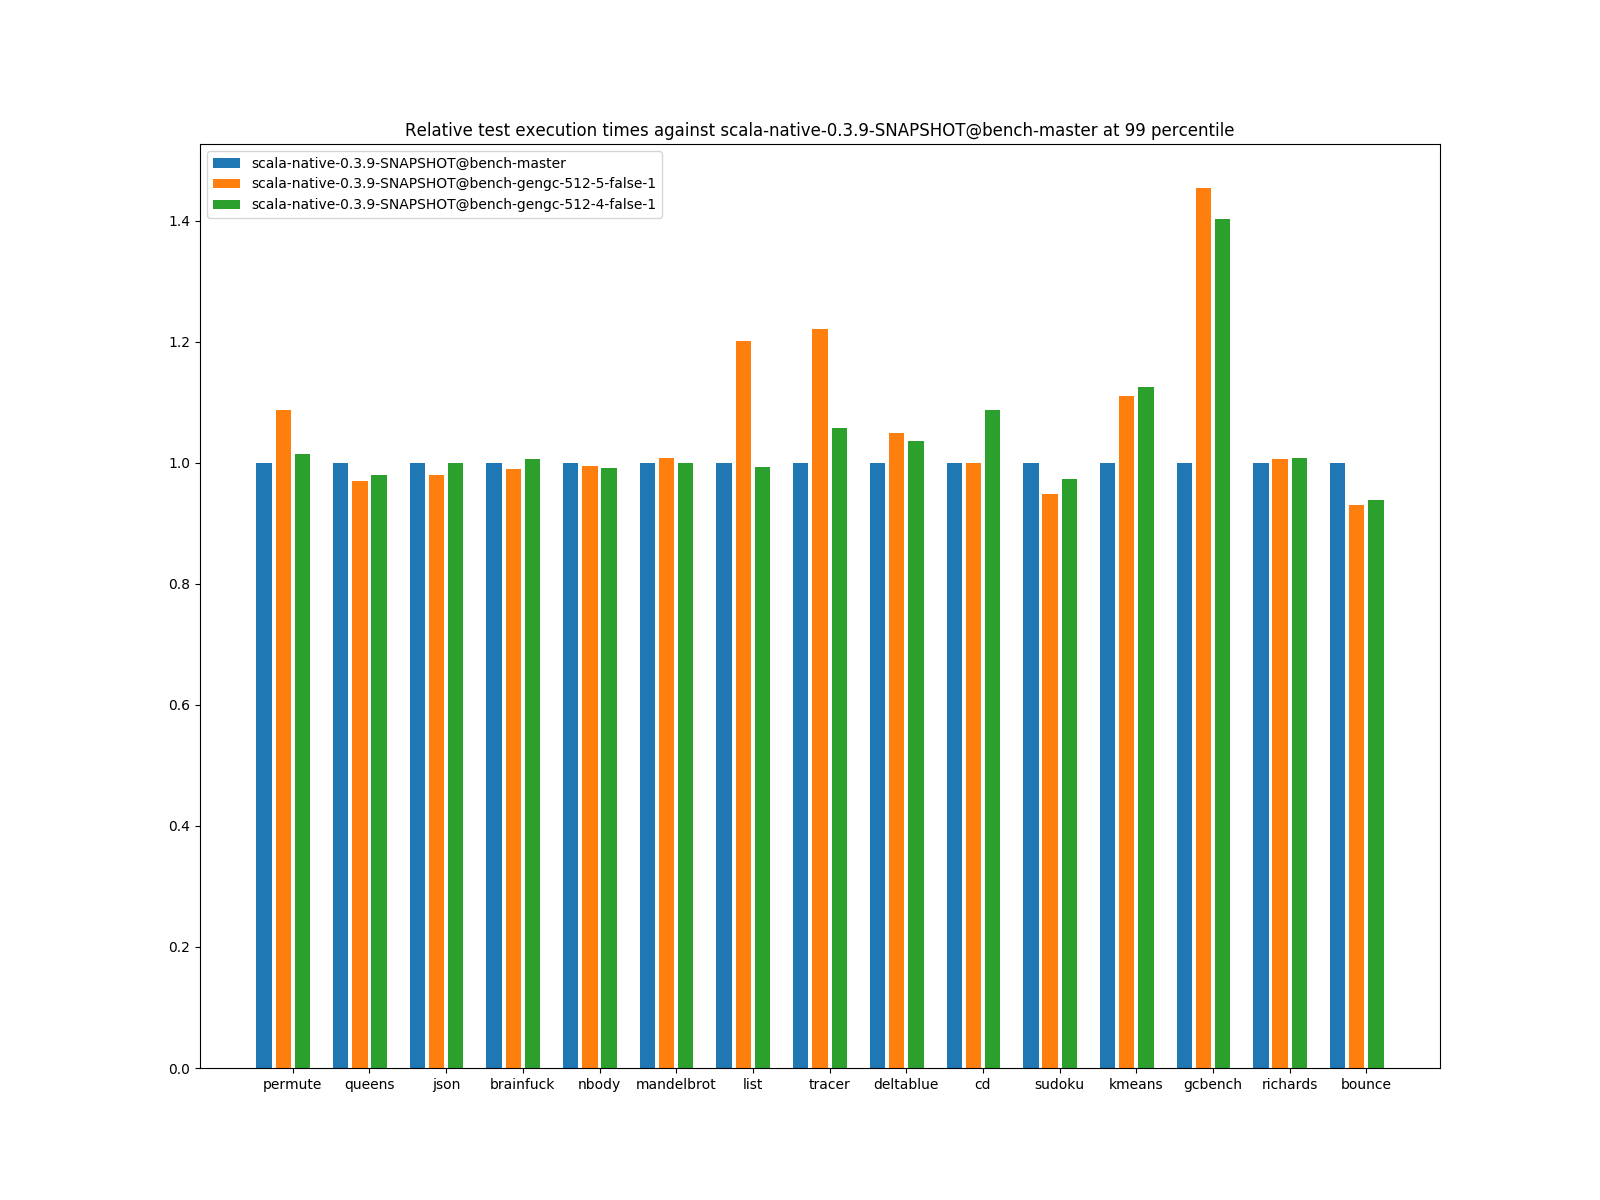 Relative test execution times against scala-native-0.3.9-SNAPSHOT@bench-master at 99 percentile
scala-native-0.3.9-SNAPSHOT@bench-master
scala-native-0.3.9-SNAPSHOT@bench-gengc-512-5-false-1
scala-native-0.3.9-SNAPSHOT@bench-gengc-512-4-false-1
1.4
1.2
1.0
0.8
0.6
0.4
0.2
0.0
permute queens json brainfuck nbody mandelbrot list tracer deltablue cd sudoku kmeans gcbench richards bounce